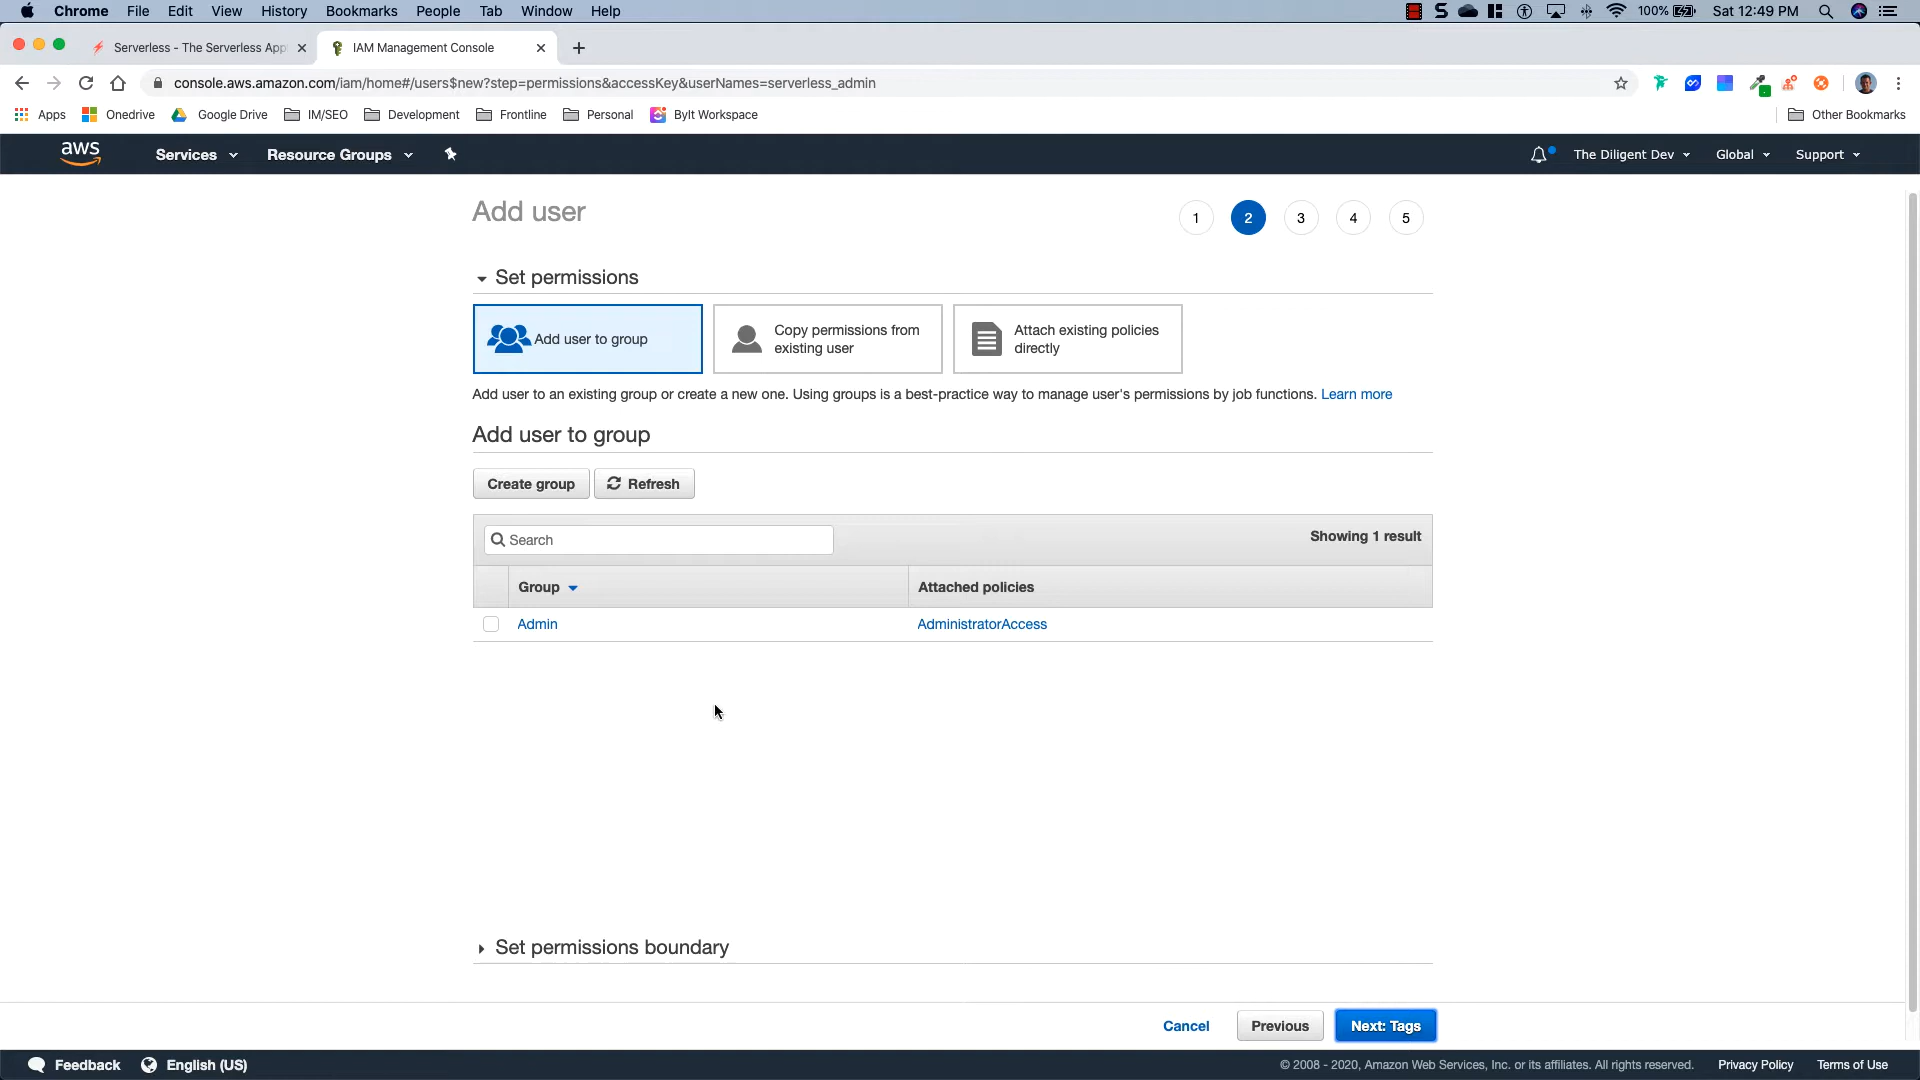 Chrome File Edit View History Bookmarks People Tab Window Help 100% Sat 12:49 PM
Serverless - The Serverless App IAM Management Console
console.aws.amazon.com/iam/home#/users$new?step=permissions&accessKey&userNames=serverless_admin
Apps Onedrive Google Drive IM/SEO Development Frontline Personal ByIt Workspace Other Bookmarks
aws Services Resource Groups The Diligent Dev Global Support
Add user 1 2 3 4 5
Set permissions
Add user to group
Copy permissions from
existing user
Attach existing policies
directly
Add user to an existing group or create a new one. Using groups is a best-practice way to manage user's permissions by job functions. Learn more
Add user to group
Create group Refresh
Search Showing 1 result
Group Attached policies
Admin AdministratorAccess
Set permissions boundary
Cancel Previous Next: Tags
Feedback English (US) © 2008 - 2020, Amazon Web Services, Inc. or its affiliates. All rights reserved. Privacy Policy Terms of Use